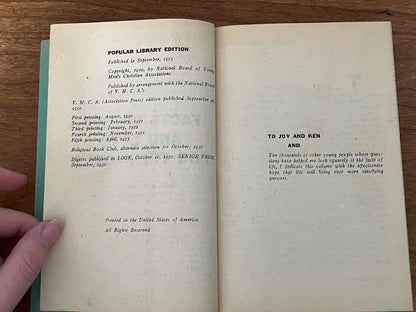 POPULAR LIBRARY EDITION
Published in September, 1953
Copyright, 1950, by National Board of Young
Men's Christian Associations
Published by arrangement with the National Board
of Y. M. C. A.'s
Y. M. C. A. (Association Press) edition published September
1950
First printing: August, 1950
Second printing: February, 1951
Third printing: January, 1952
Fourth printing: November, 1952
Fifth printing: April, 1953
Religious Book Club, alternate selection for October, 1950
Digests published in LOOK, October 10, 1950, SENIOR PROM,
September, 1950
Printed in the United States of America
All Rights Reserved
TO JOY AND KEN
AND
The thousands of other young people whose ques-
tions have helped me look squarely at the facts of
life, I dedicate this volume with the affectionate
hope that life will bring ever more satisfying
answers.